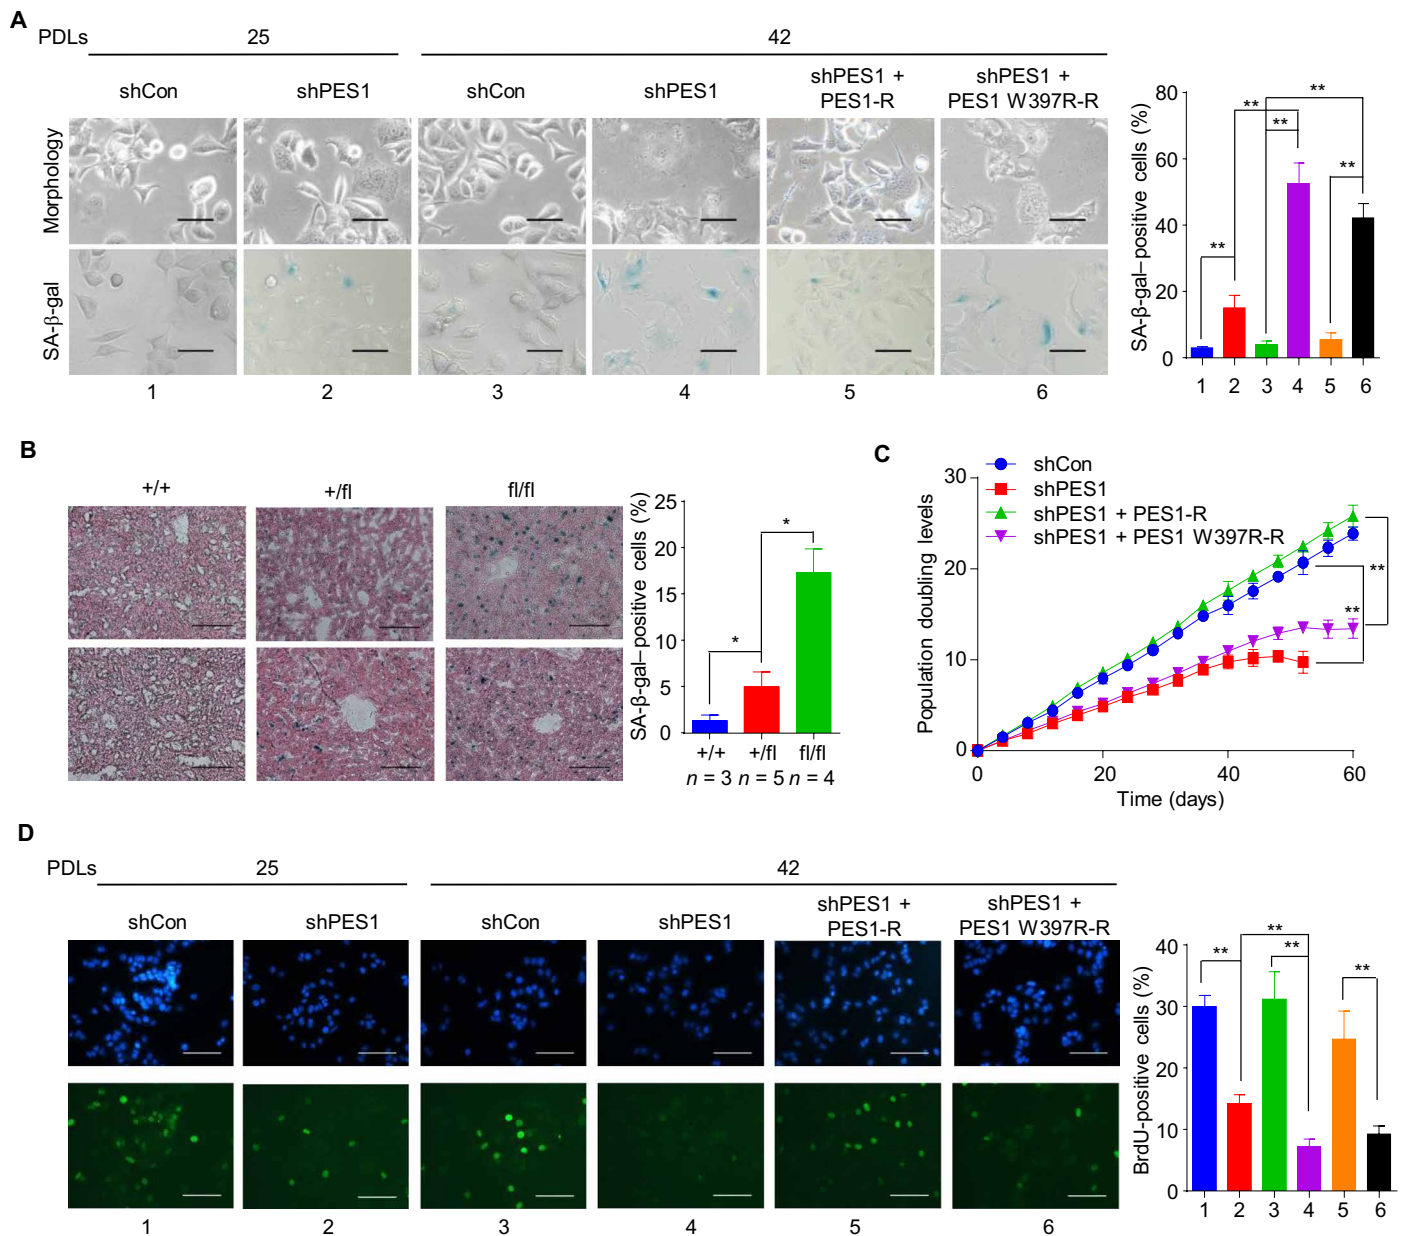 A
PDLs 25 42
shCon shPES1 shCon shPES1 shPES1 + PES1-R shPES1 + PES1 W397R-R
Morphology
SA-β-gal
1 2 3 4 5 6
SA-β-gal–positive cells (%)
80
60
40
20
0
** ** ** ** **
1 2 3 4 5 6
B
+/+ +/fl fl/fl
SA-β-gal–positive cells (%)
25
20
15
10
5
0
* *
+/+ +/fl fl/fl
n = 3 n = 5 n = 4
C
shCon
shPES1
shPES1 + PES1-R
shPES1 + PES1 W397R-R
Population doubling levels
30
20
10
0
** **
0 20 40 60
Time (days)
D
PDLs 25 42
shCon shPES1 shCon shPES1 shPES1 + PES1-R shPES1 + PES1 W397R-R
1 2 3 4 5 6
BrdU-positive cells (%)
40
30
20
10
0
** ** ** **
1 2 3 4 5 6